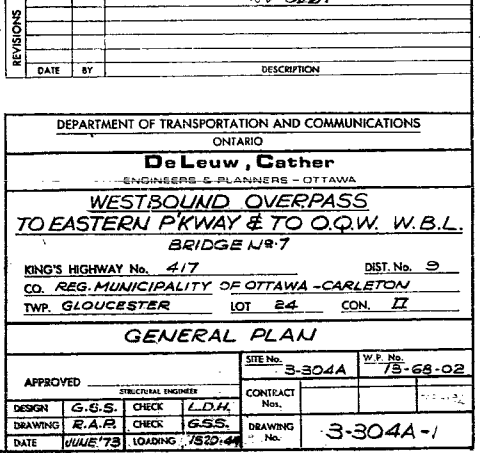 REVISIONS
DATE BY DESCRIPTION
DEPARTMENT OF TRANSPORTATION AND COMMUNICATIONS
ONTARIO
DeLeuw, Cather
ENGINEERS & PLANNERS - OTTAWA
WESTBOUND OVERPASS
TO EASTERN P'KWAY & TO O.Q.W. W.B.L.
BRIDGE No. 7
KING'S HIGHWAY No. 417 DIST. No. 9
CO. REG. MUNICIPALITY OF OTTAWA-CARLETON
TWP. GLOUCESTER LOT 24 CON. II
GENERAL PLAN
SITE No. 3-304A W.P. No. 13-68-02
APPROVED
STRUCTURAL ENGINEER
CONTRACT Nos.
DESIGN G.S.S. CHECK L.D.H.
DRAWING R.A.P. CHECK G.S.S.
DRAWING No. 3-304A-1
DATE JUNE '73 LOADING